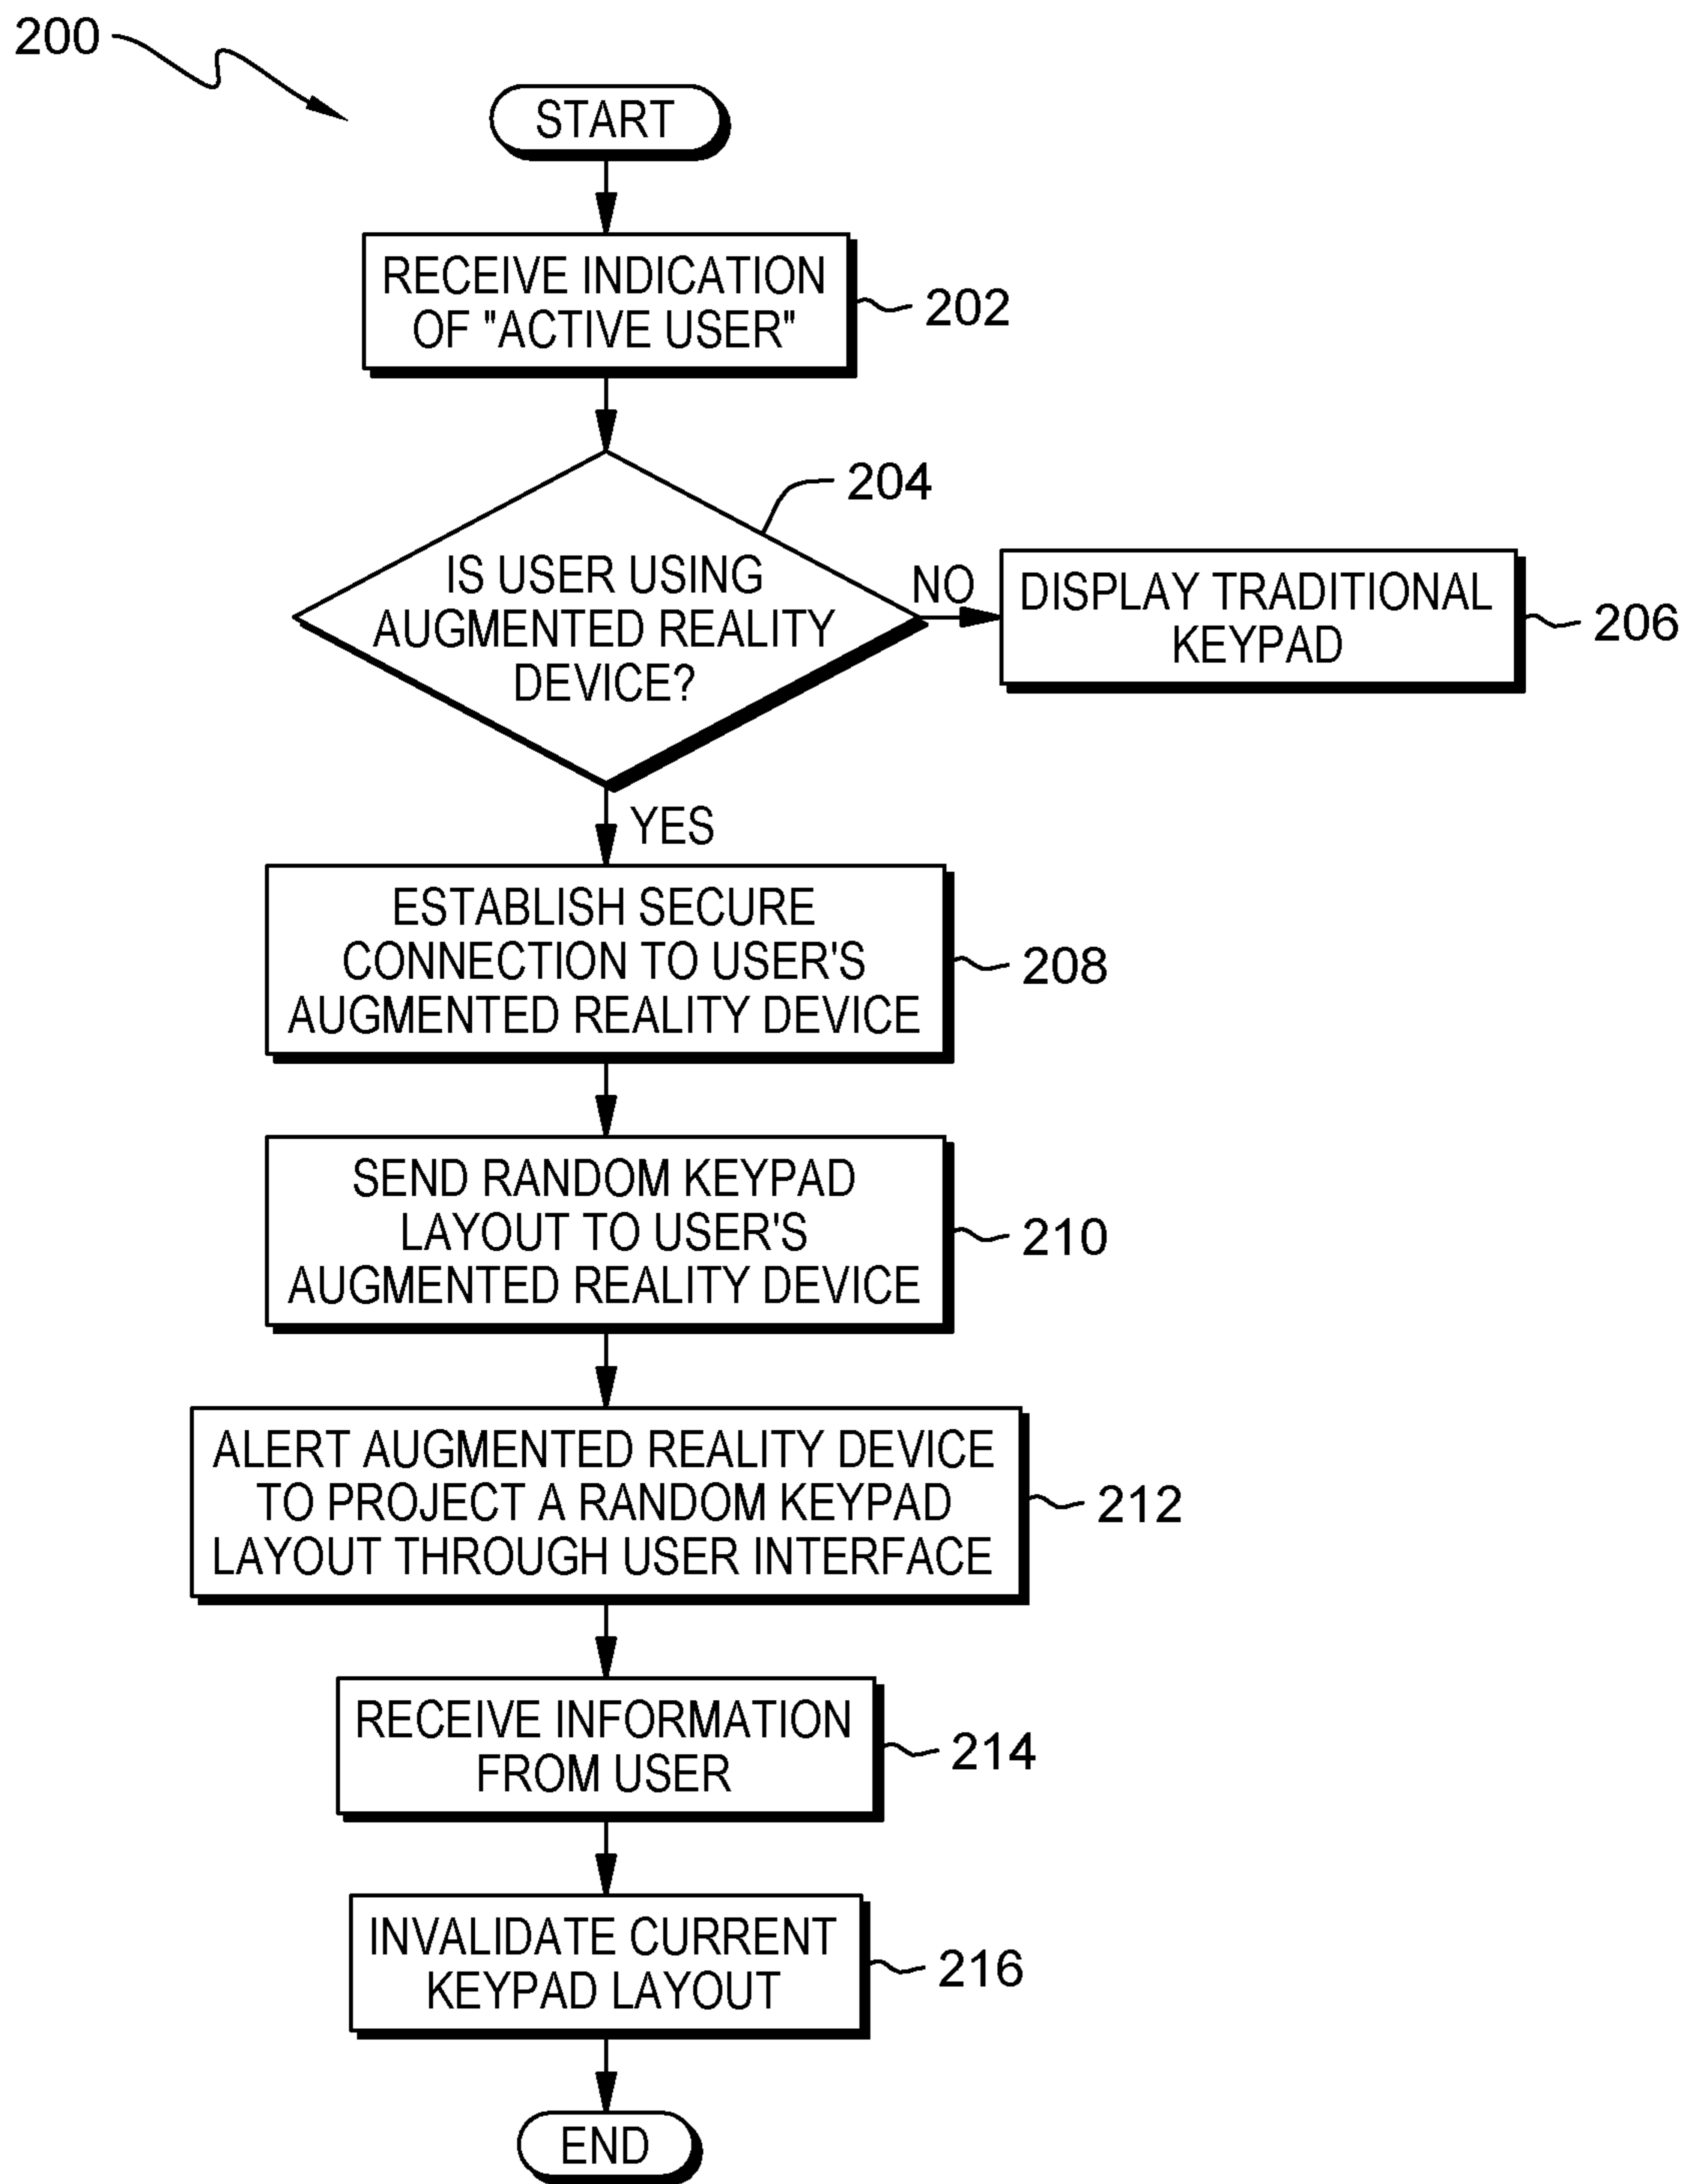 200
START
RECEIVE INDICATION
OF "ACTIVE USER"
202
204
IS USER USING
AUGMENTED REALITY
DEVICE?
NO
DISPLAY TRADITIONAL
KEYPAD
206
YES
ESTABLISH SECURE
CONNECTION TO USER'S
AUGMENTED REALITY DEVICE
208
SEND RANDOM KEYPAD
LAYOUT TO USER'S
AUGMENTED REALITY DEVICE
210
ALERT AUGMENTED REALITY DEVICE
TO PROJECT A RANDOM KEYPAD
LAYOUT THROUGH USER INTERFACE
212
RECEIVE INFORMATION
FROM USER
214
INVALIDATE CURRENT
KEYPAD LAYOUT
216
END